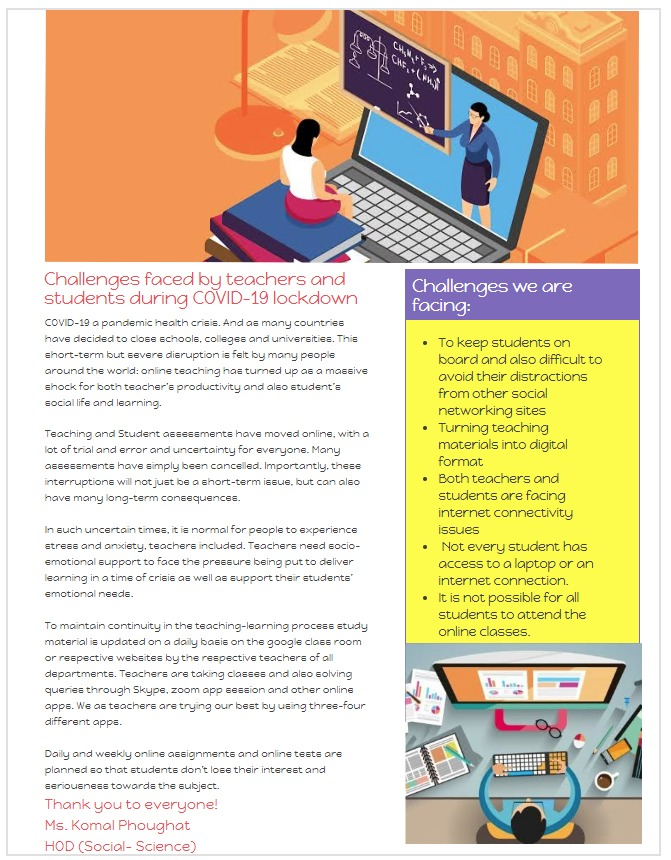 Challenges faced by teachers and
students during COVID-19 lockdown
COVID-19 a pandemic health crisis. And as many countries
have decided to close schools, colleges and universities. This
short-term but severe disruption is felt by many people
around the world: online teaching has turned up as a massive
shock for both teacher's productivity and also student's
social life and learning.
Teaching and Student assessments have moved online, with a
lot of trial and error and uncertainty for everyone. Many
assessments have simply been cancelled. Importantly, these
interruptions will not just be a short-term issue, but can also
have many long-term consequences.
In such uncertain times, it is normal for people to experience
stress and anxiety, teachers included. Teachers need socio-
emotional support to face the pressure being put to deliver
learning in a time of crisis as well as support their students'
emotional needs.
To maintain continuity in the teaching-learning process study
material is updated on a daily basis on the google class room
or respective websites by the respective teachers of all
departments. Teachers are taking classes and also solving
queries through Skype, zoom app session and other online
apps. We as teachers are trying our best by using three-four
different apps.
Daily and weekly online assignments and online tests are
planned so that students don't lose their interest and
seriousness towards the subject.
Thank you to everyone!
Ms. Komal Phoughat
HOD (Social- Science)
Challenges we are
facing:
• To keep students on
board and also difficult to
avoid their distractions
from other social
networking sites
• Turning teaching
materials into digital
format
• Both teachers and
students are facing
internet connectivity
issues
• Not every student has
access to a laptop or an
internet connection.
• It is not possible for all
students to attend the
online classes.